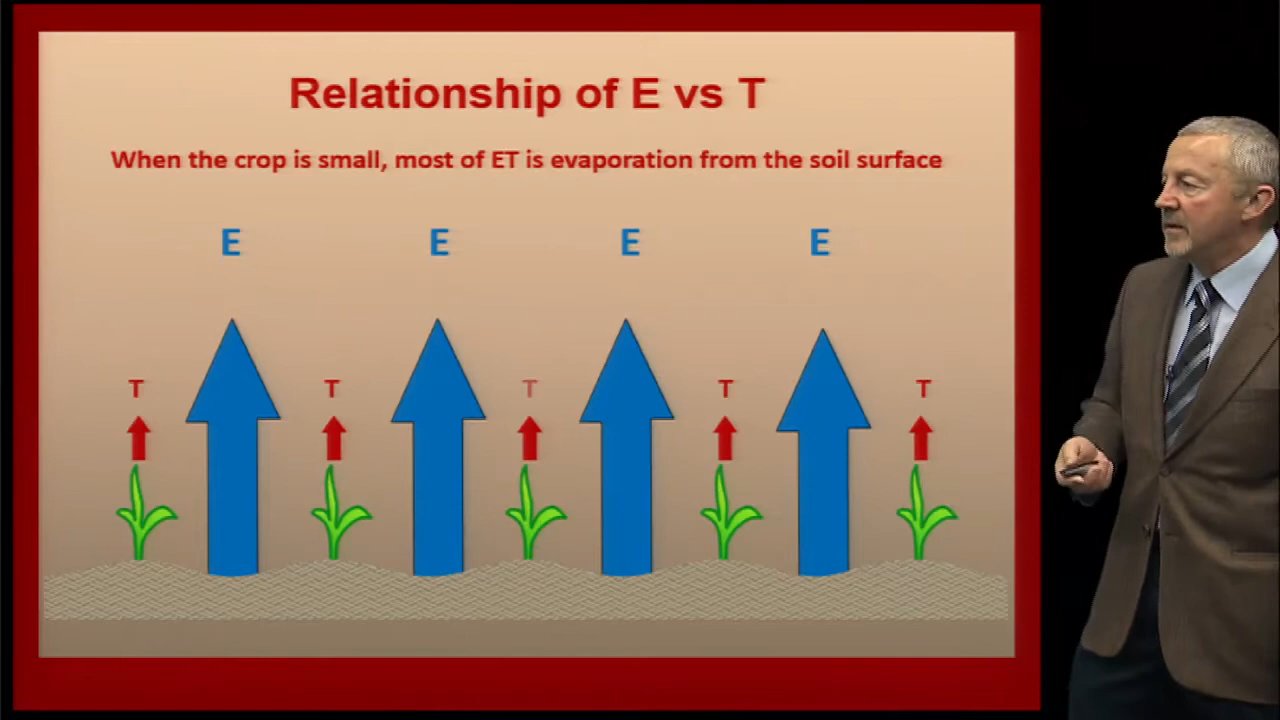 Relationship of E vs T
When the crop is small, most of ET is evaporation from the soil surface
E E E E
T T T T T